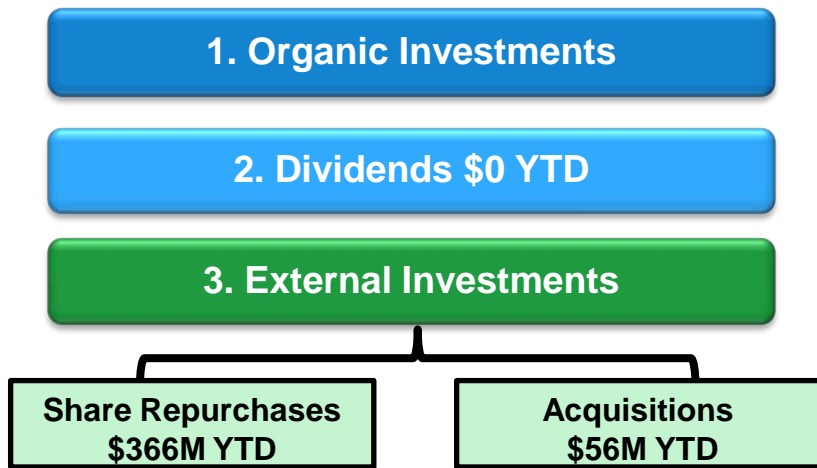 1. Organic Investments
2. Dividends $0 YTD
3. External Investments
Share Repurchases
$366M YTD
Acquisitions
$56M YTD